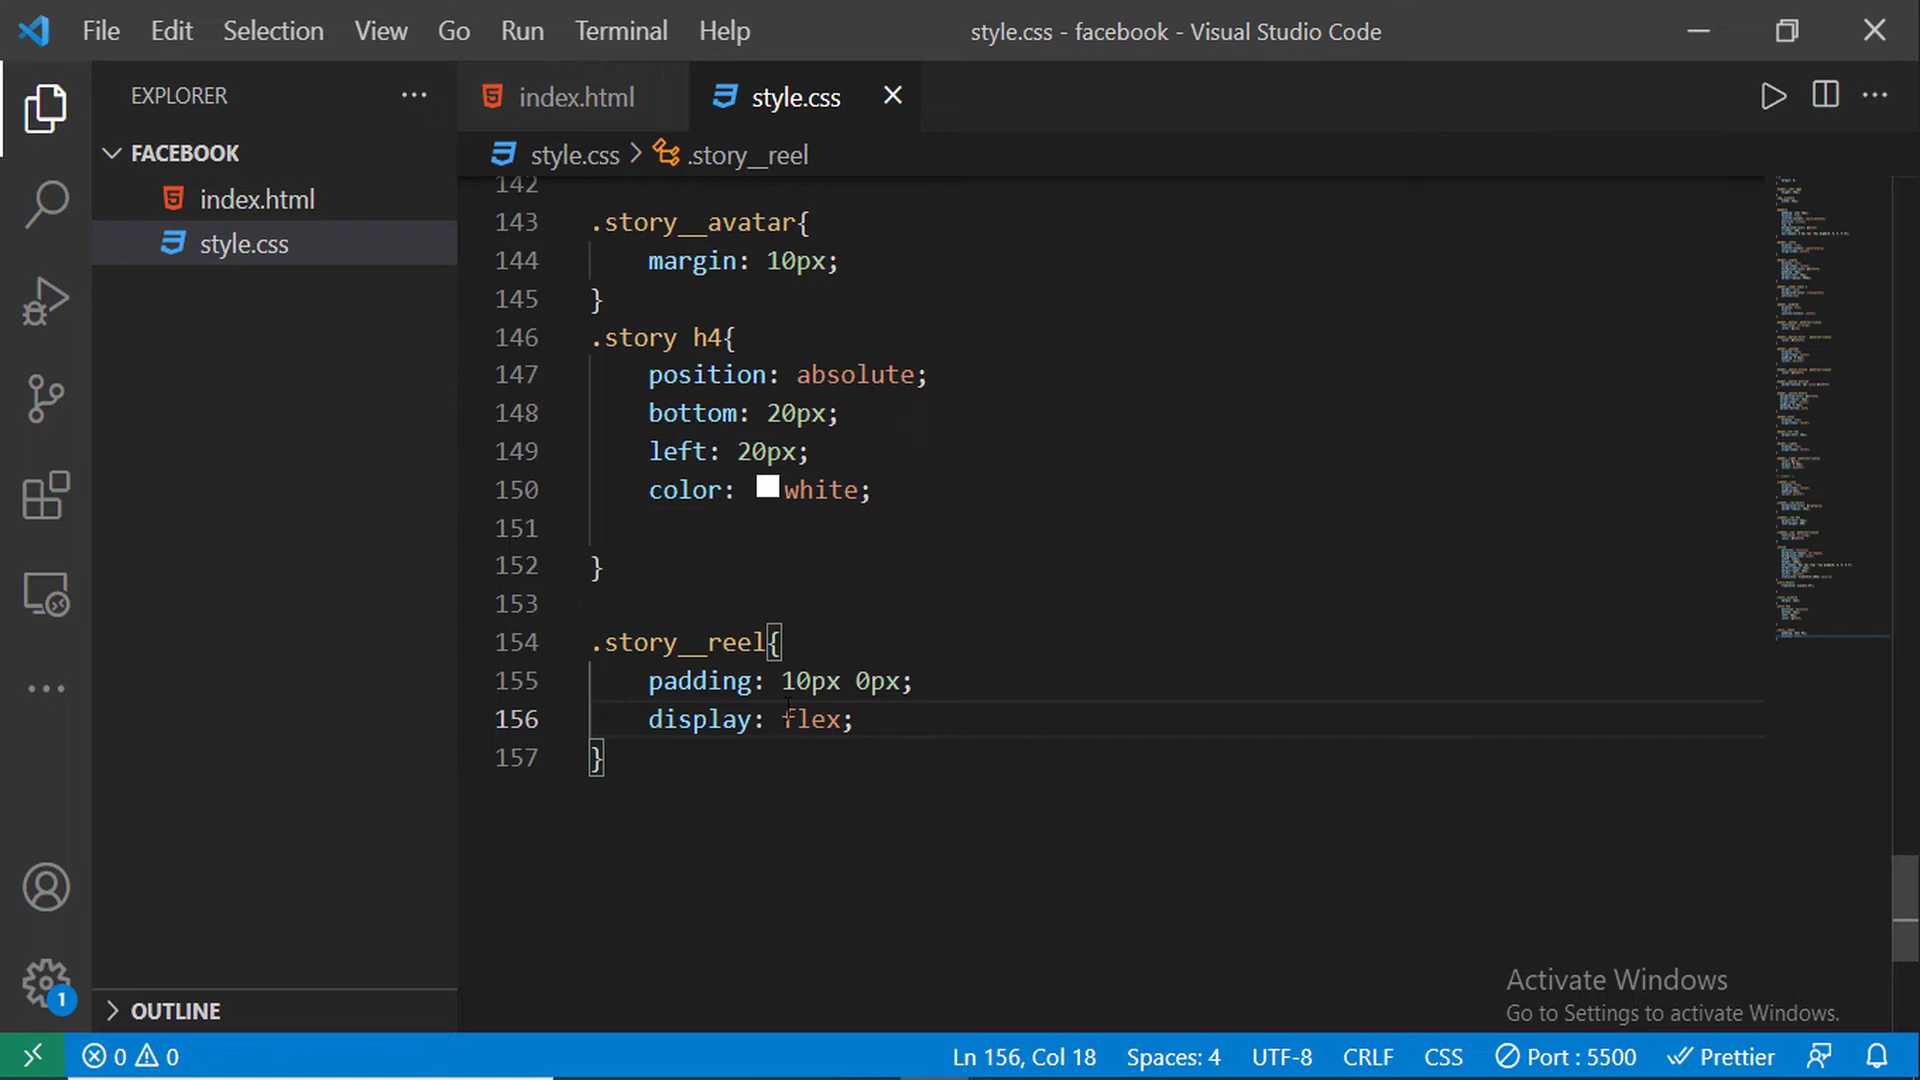 File Edit Selection View Go Run Terminal Help
style.css - facebook - Visual Studio Code
EXPLORER
FACEBOOK
index.html
style.css
OUTLINE
index.html
style.css
style.css > .story__reel
142
143 .story__avatar{
144 margin: 10px;
145 }
146 .story h4{
147 position: absolute;
148 bottom: 20px;
149 left: 20px;
150 color: white;
151
152 }
153
154 .story__reel{
155 padding: 10px 0px;
156 display: flex;
157 }
Activate Windows
Go to Settings to activate Windows.
1
0 0
Ln 156, Col 18 Spaces: 4 UTF-8 CRLF CSS Port : 5500 Prettier